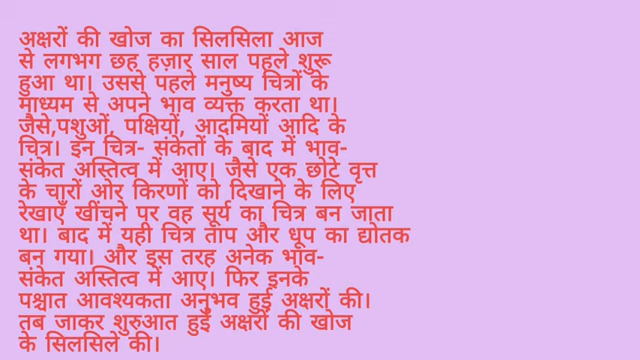 अक्षरों की खोज का सिलसिला आज
से लगभग छह हज़ार साल पहले शुरू
हुआ था। उससे पहले मनुष्य चित्रों के
माध्यम से अपने भाव व्यक्त करता था।
जैसे,पशुओं, पक्षियों, आदमियों आदि के
चित्र। इन चित्र- संकेतों के बाद में भाव-
संकेत अस्तित्व में आए। जैसे एक छोटे वृत्त
के चारों ओर किरणों को दिखाने के लिए
रेखाएँ खींचने पर वह सूर्य का चित्र बन जाता
था। बाद में यही चित्र ताप और धूप का द्योतक
बन गया। और इस तरह अनेक भाव-
संकेत अस्तित्व में आए। फिर इनके
पश्चात आवश्यकता अनुभव हुई अक्षरों की।
तब जाकर शुरुआत हुई अक्षरों की खोज
के सिलसिले की।